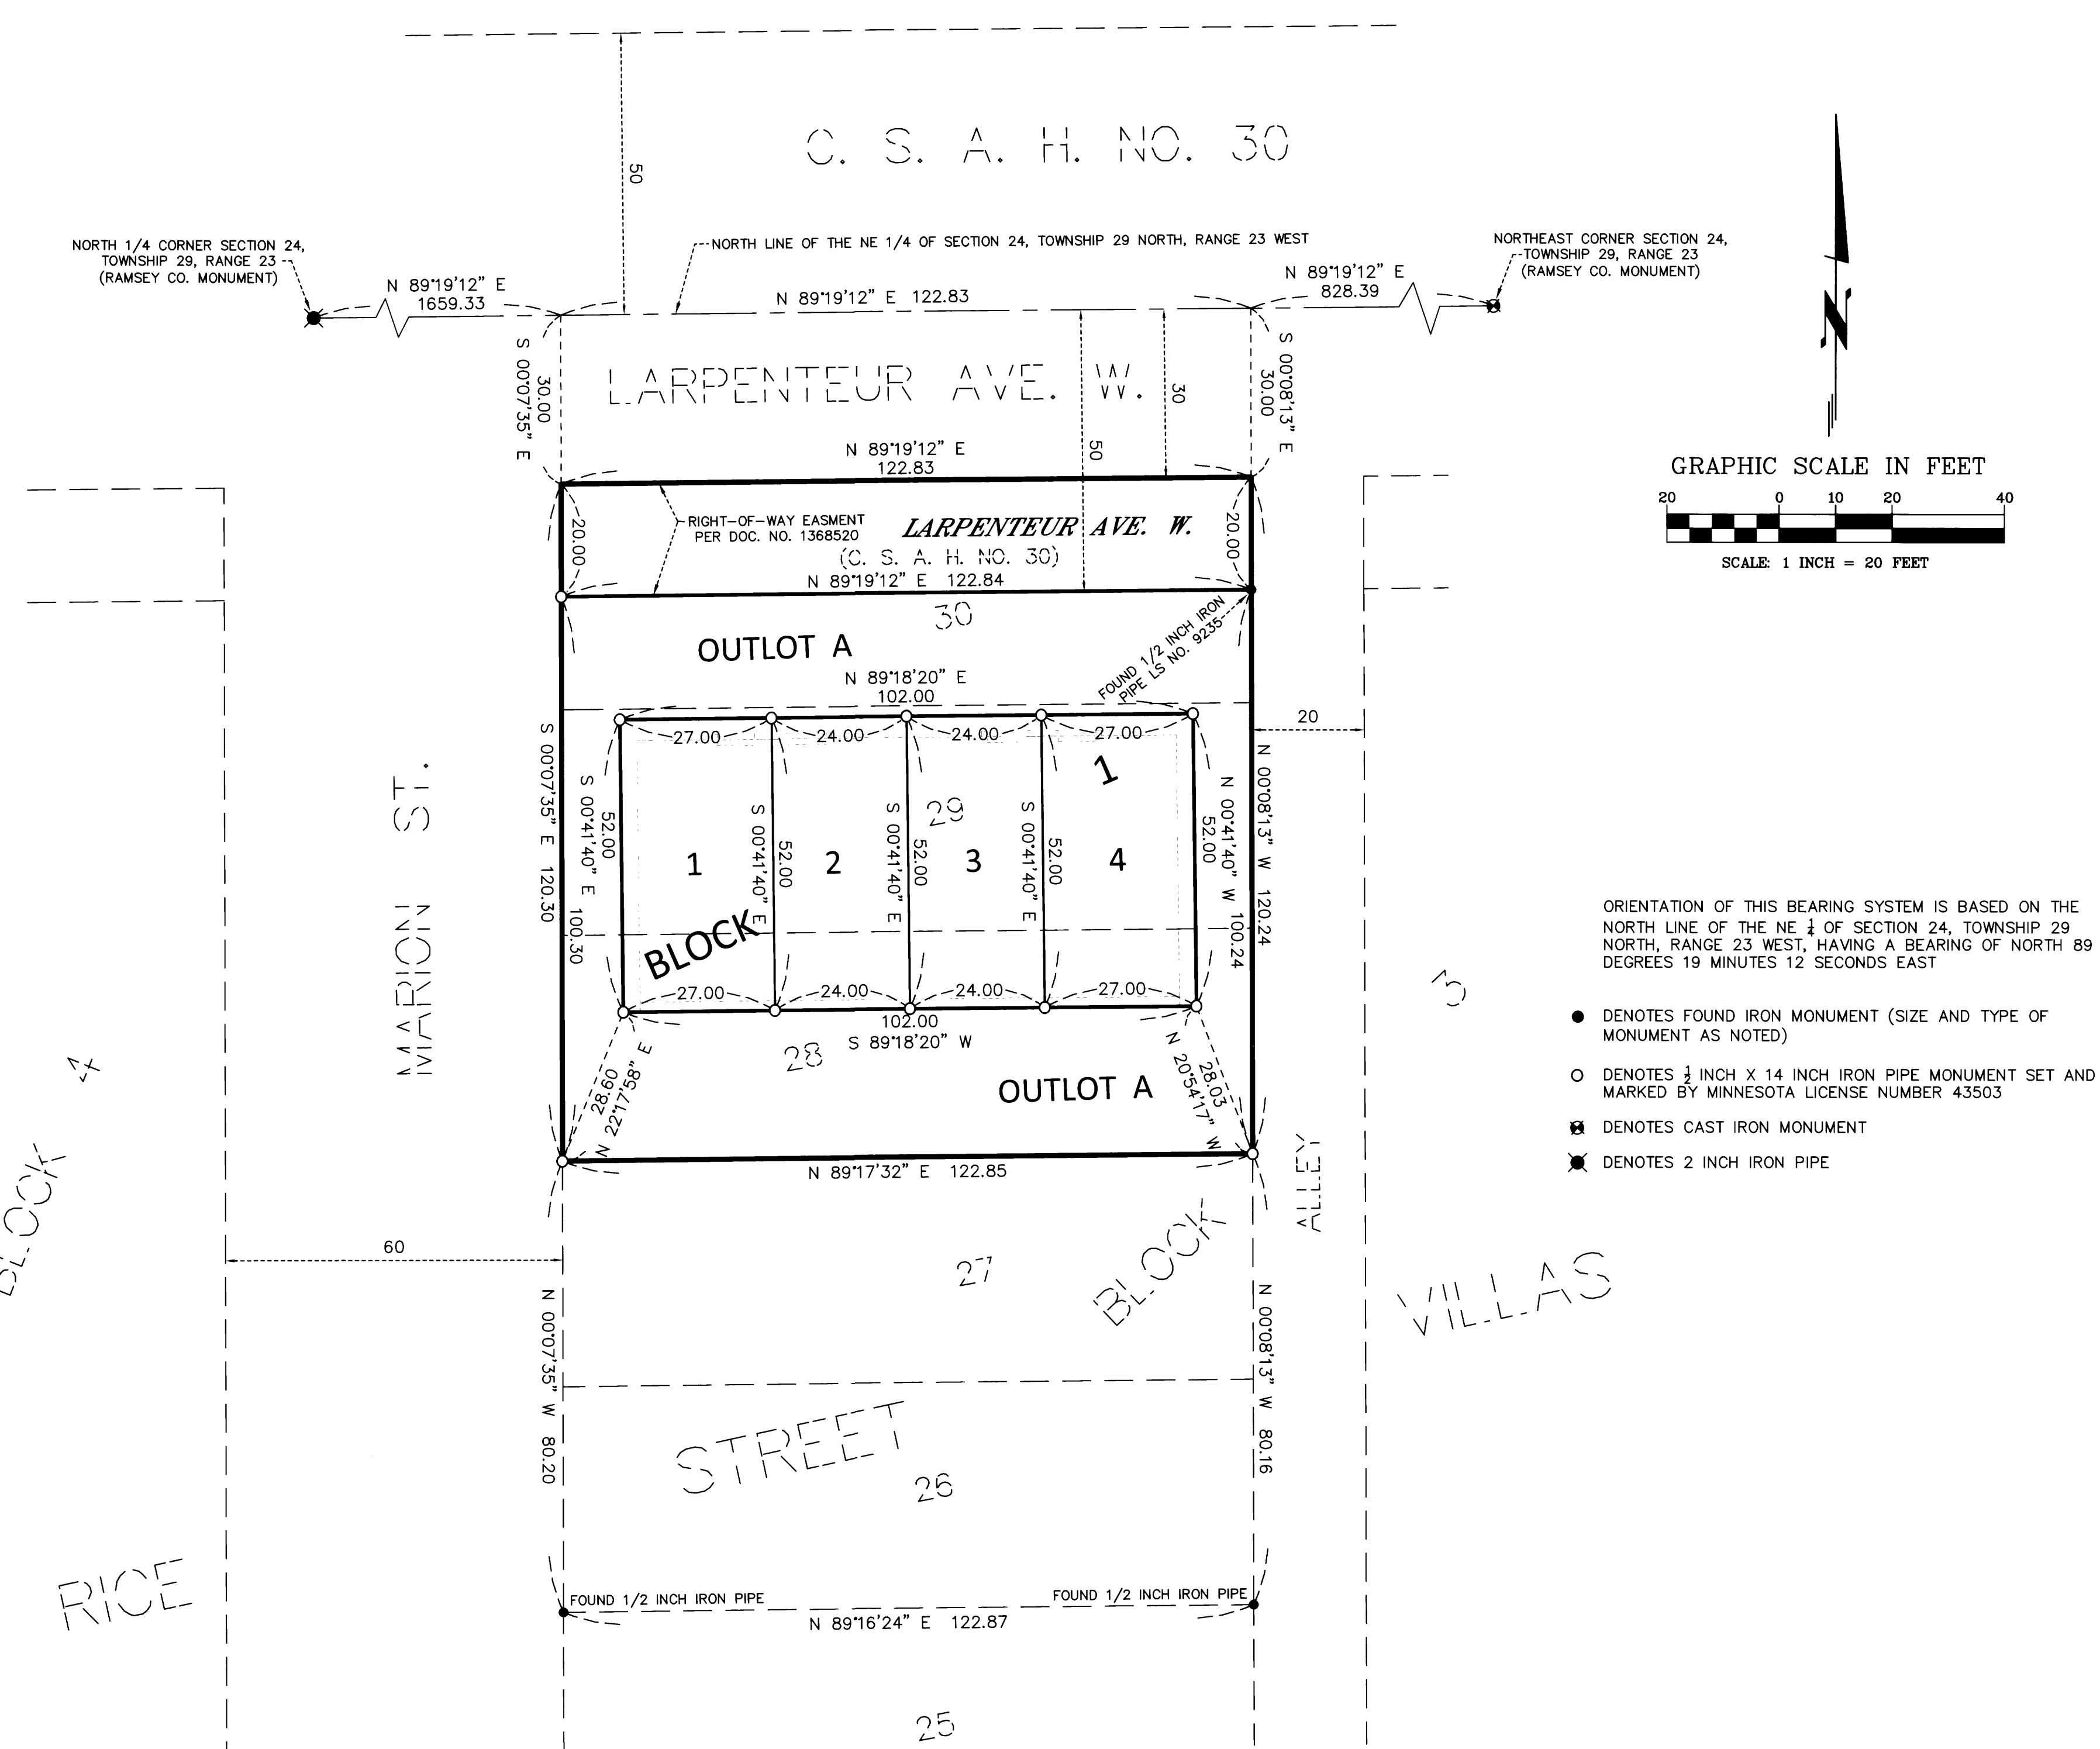 C. S. A. H. NO. 30
50
NORTH 1/4 CORNER SECTION 24,
TOWNSHIP 29, RANGE 23
(RAMSEY CO. MONUMENT)
NORTH LINE OF THE NE 1/4 OF SECTION 24, TOWNSHIP 29 NORTH, RANGE 23 WEST
NORTHEAST CORNER SECTION 24,
TOWNSHIP 29, RANGE 23
(RAMSEY CO. MONUMENT)
N 89°19'12" E
1659.33
N 89°19'12" E 122.83
N 89°19'12" E
828.39
S 00°07'35" E
30.00
LARPENTEUR AVE. W.
30
S 00°08'13" E
30.00
50
N 89°19'12" E
122.83
N
GRAPHIC SCALE IN FEET
20 0 10 20 40
SCALE: 1 INCH = 20 FEET
20.00
RIGHT-OF-WAY EASMENT
PER DOC. NO. 1368520
LARPENTEUR AVE. W.
(C. S. A. H. NO. 30)
20.00
N 89°19'12" E 122.84
30
OUTLOT A
FOUND 1/2 INCH IRON
PIPE LS NO. 9235
N 89°18'20" E
102.00
20
27.00
24.00
24.00
27.00
1
29
MARION ST.
S 00°07'35" E 120.30
S 00°41'40" E
52.00
100.30
1
S 00°41'40" E
52.00
2
S 00°41'40" E
52.00
3
S 00°41'40" E
52.00
4
N 00°41'40" W
52.00
100.24
N 00°08'13" W 120.24
BLOCK
27.00
24.00
24.00
27.00
102.00
S 89°18'20" W
28
28.60
N 22°17'58" E
OUTLOT A
28.03
N 20°54'17" W
N 89°17'32" E 122.85
ORIENTATION OF THIS BEARING SYSTEM IS BASED ON THE
NORTH LINE OF THE NE 1/4 OF SECTION 24, TOWNSHIP 29
NORTH, RANGE 23 WEST, HAVING A BEARING OF NORTH 89
DEGREES 19 MINUTES 12 SECONDS EAST
DENOTES FOUND IRON MONUMENT (SIZE AND TYPE OF
MONUMENT AS NOTED)
DENOTES 1/2 INCH X 14 INCH IRON PIPE MONUMENT SET AND
MARKED BY MINNESOTA LICENSE NUMBER 43503
DENOTES CAST IRON MONUMENT
DENOTES 2 INCH IRON PIPE
3
4
BLOCK
ALLEY
60
27
BLOCK
VILLAS
N 00°07'35" W 80.20
N 00°08'13" W 80.16
STREET
26
RICE
FOUND 1/2 INCH IRON PIPE
FOUND 1/2 INCH IRON PIPE
N 89°16'24" E 122.87
25